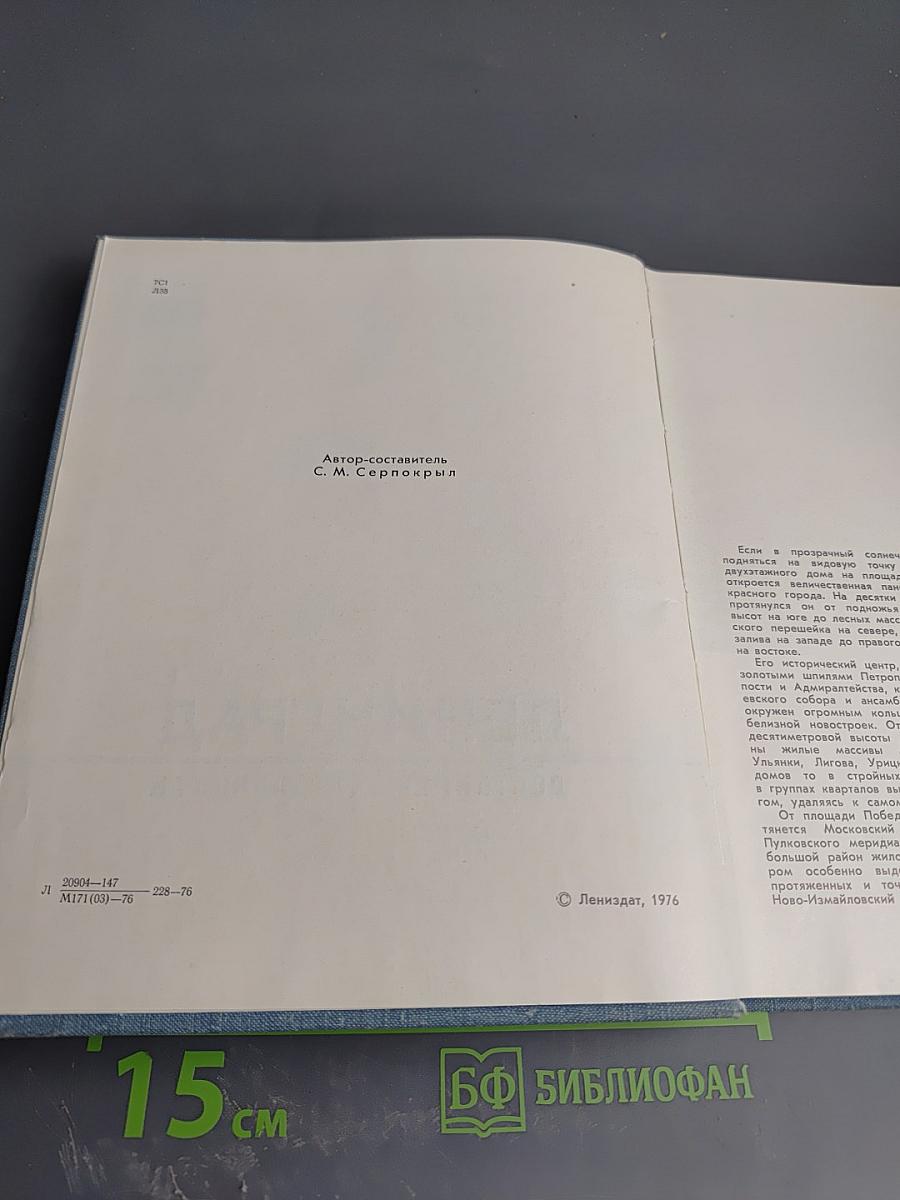 7С1
Л38
Автор-составитель
С. М. Серпокрыл
Л 20904—147
М171(03)—76 228—76
© Лениздат, 1976
Если в прозрачный солнеч
подняться на видовую точку
двухэтажного дома на площад
откроется величественная пан
красного города. На десятки
протянулся он от подножья
высот на юге до лесных масс
ского перешейка на севере,
залива на западе до правого
на востоке.
Его исторический центр,
золотыми шпилями Петроп
пости и Адмиралтейства, к
евского собора и ансамб
окружен огромным кольц
белизной новостроек. От
десятиметровой высоты
ны жилые массивы
Ульянки, Лигова, Уриц
домов то в стройных
в группах кварталов вы
гом, удаляясь к самом
От площади Побед
тянется Московский
Пулковского меридиа
большой район жило
ром особенно выде
протяженных и точ
Ново-Измайловский
15 см
БФ БИБЛИОФАН